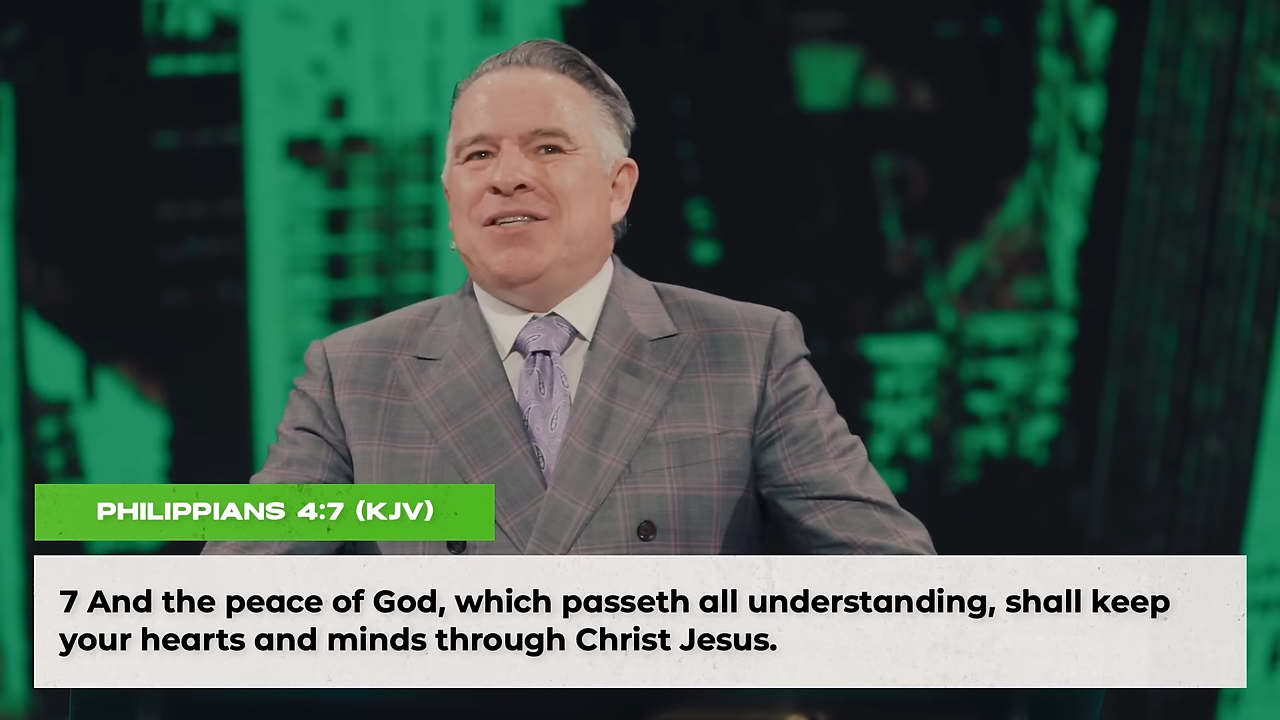 PHILIPPIANS 4:7 (KJV)
7 And the peace of God, which passeth all understanding, shall keep
your hearts and minds through Christ Jesus.